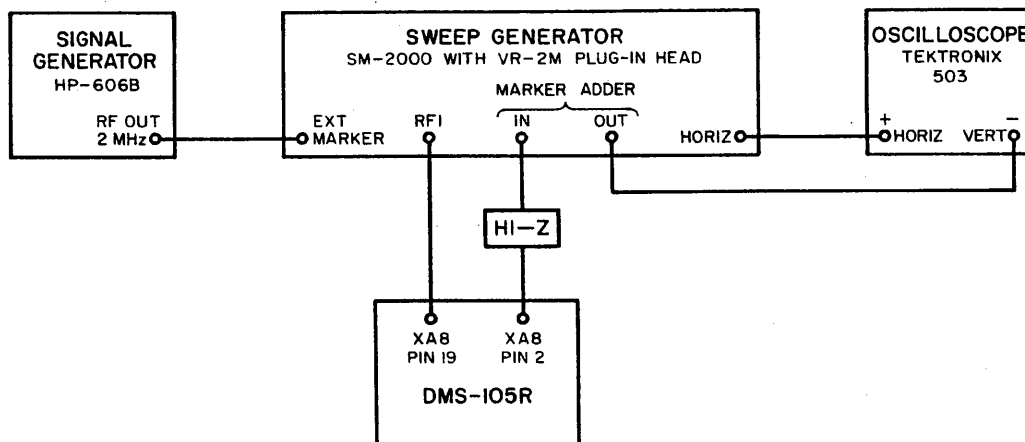 SIGNAL
GENERATOR
HP-606B
RF OUT
2 MHz
SWEEP GENERATOR
SM-2000 WITH VR-2M PLUG-IN HEAD
MARKER ADDER
EXT
MARKER
RF1
IN
OUT
HORIZ
OSCILLOSCOPE
TEKTRONIX
503
+
HORIZ
−
VERT
HI–Z
XA8
PIN 19
XA8
PIN 2
DMS-105R